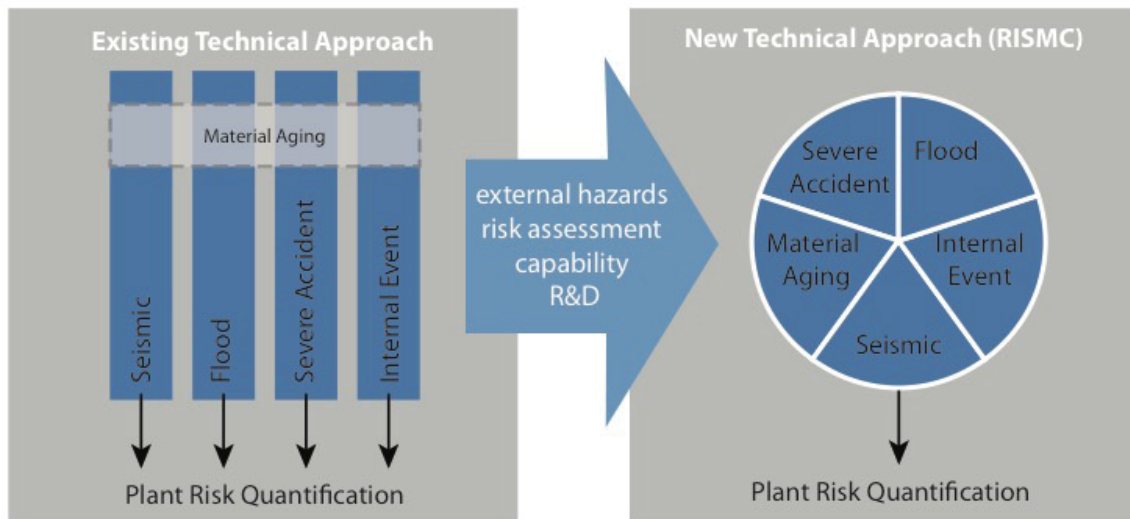 Existing Technical Approach
Material Aging
Seismic
Flood
Severe Accident
Internal Event
Plant Risk Quantification
external hazards
risk assessment
capability
R&D
New Technical Approach (RISMC)
Severe
Accident
Flood
Material
Aging
Internal
Event
Seismic
Plant Risk Quantification